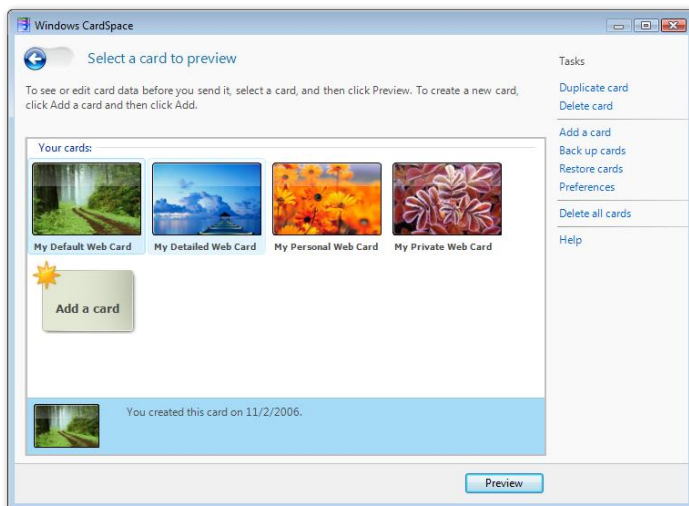 Windows CardSpace
Select a card to preview
To see or edit card data before you send it, select a card, and then click Preview. To create a new card,
click Add a card and then click Add.
Your cards:
My Default Web Card
My Detailed Web Card
My Personal Web Card
My Private Web Card
Add a card
You created this card on 11/2/2006.
Preview
Tasks
Duplicate card
Delete card
Add a card
Back up cards
Restore cards
Preferences
Delete all cards
Help